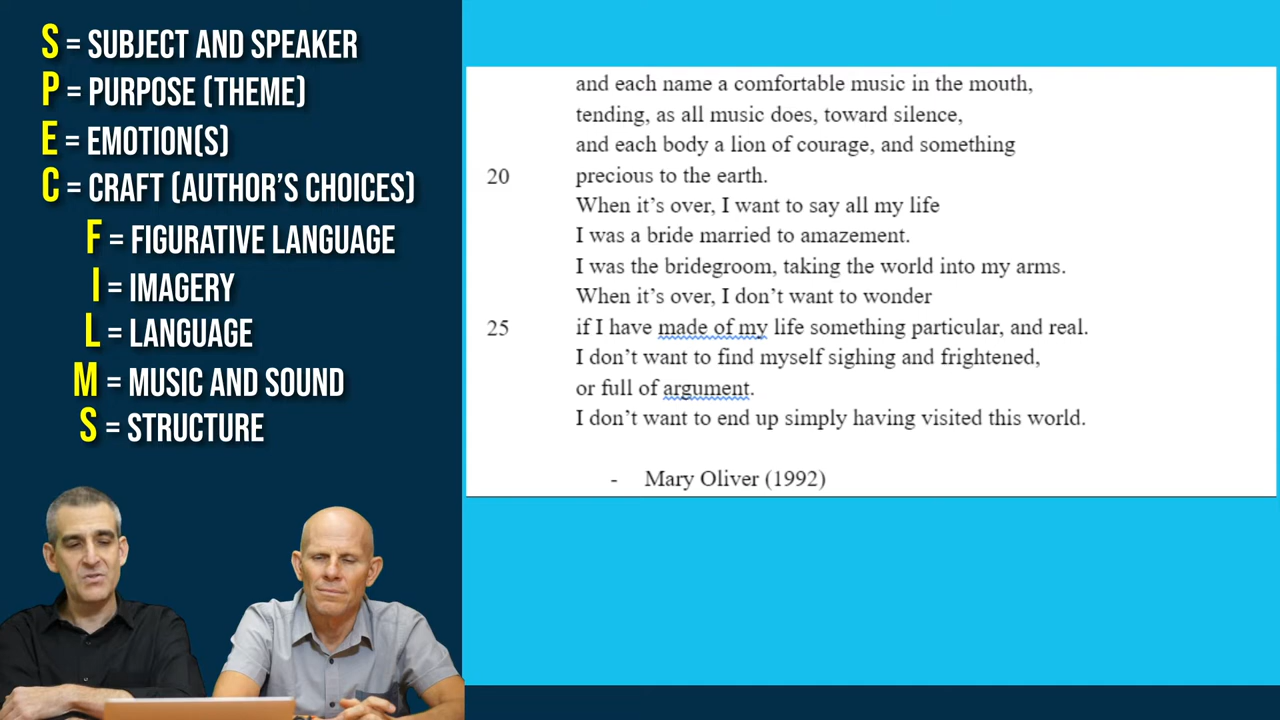 S = SUBJECT AND SPEAKER
P = PURPOSE (THEME)
E = EMOTION(S)
C = CRAFT (AUTHOR'S CHOICES)
F = FIGURATIVE LANGUAGE
I = IMAGERY
L = LANGUAGE
M = MUSIC AND SOUND
S = STRUCTURE
and each name a comfortable music in the mouth,
tending, as all music does, toward silence,
and each body a lion of courage, and something
20 precious to the earth.
When it's over, I want to say all my life
I was a bride married to amazement.
I was the bridegroom, taking the world into my arms.
When it's over, I don't want to wonder
25 if I have made of my life something particular, and real.
I don't want to find myself sighing and frightened,
or full of argument.
I don't want to end up simply having visited this world.
- Mary Oliver (1992)